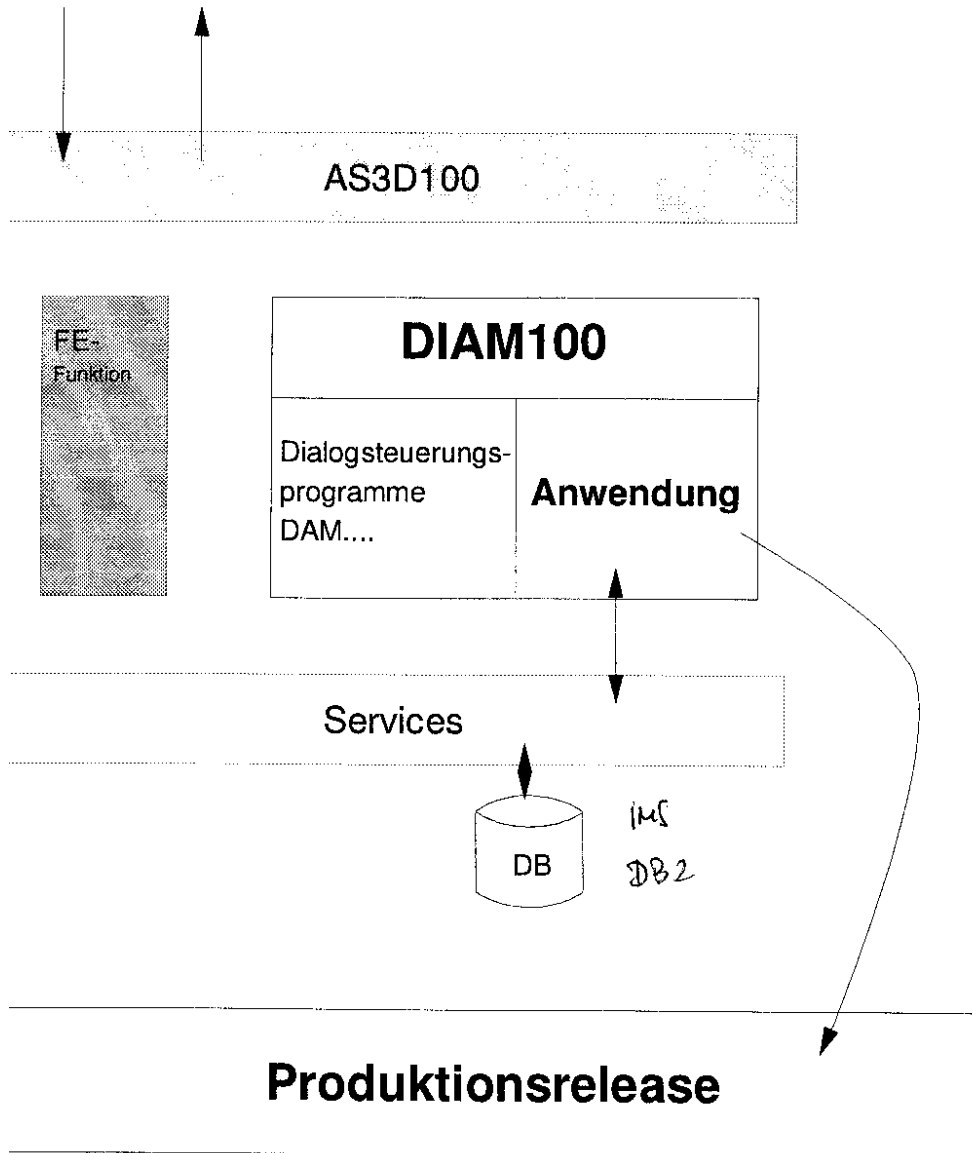 AS3D100
FE-
Funktion
DIAM100
Dialogsteuerungs-
programme
DAM....
Anwendung
Services
DB
IMS
DB2
Produktionsrelease